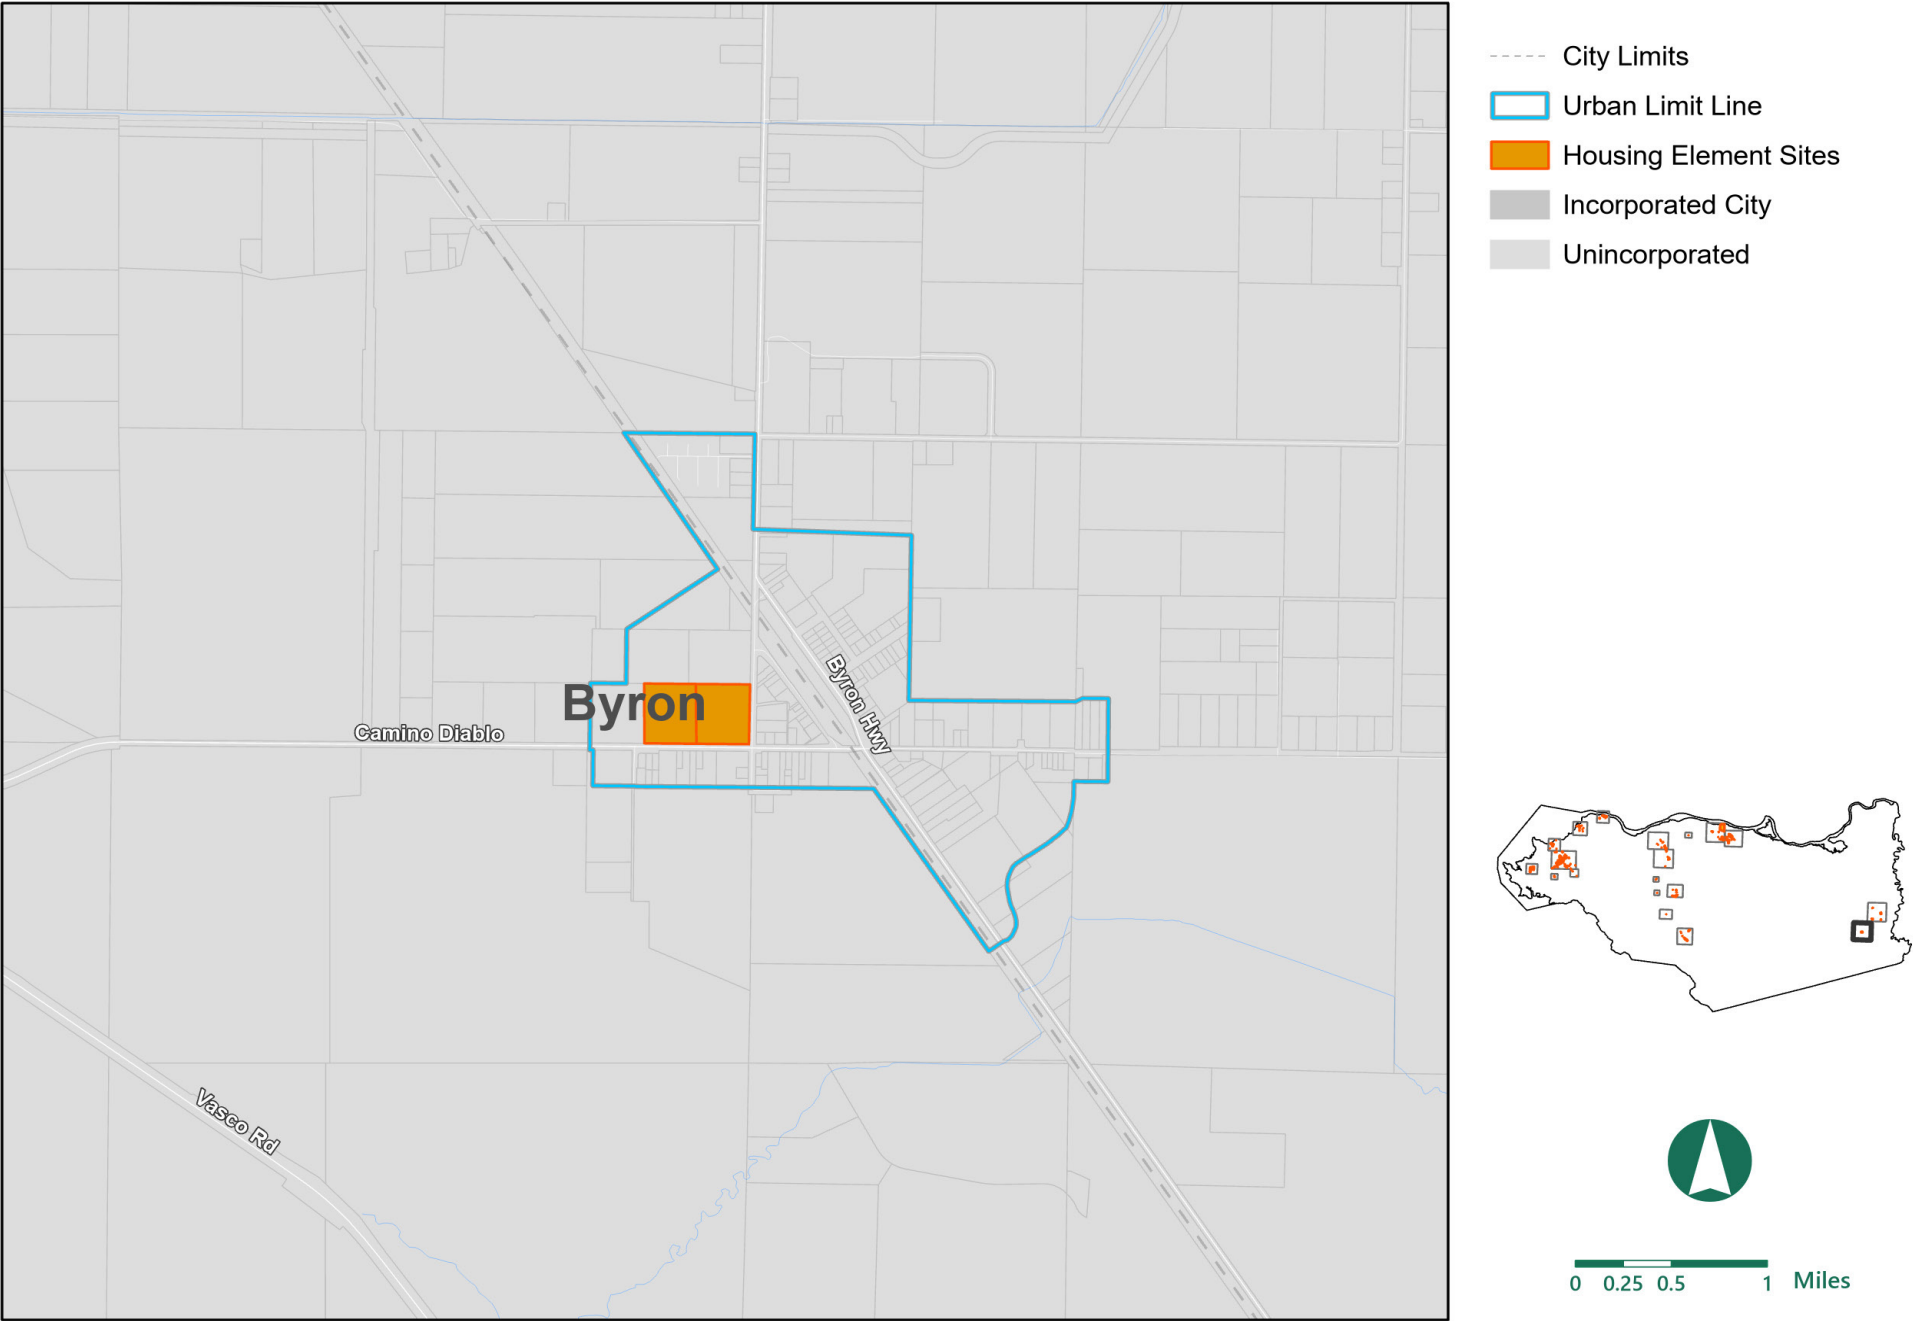 City Limits
Urban Limit Line
Housing Element Sites
Incorporated City
Unincorporated
Byron
Byron Hwy
Camino Diablo
Vasco Rd
0 0.25 0.5 1 Miles